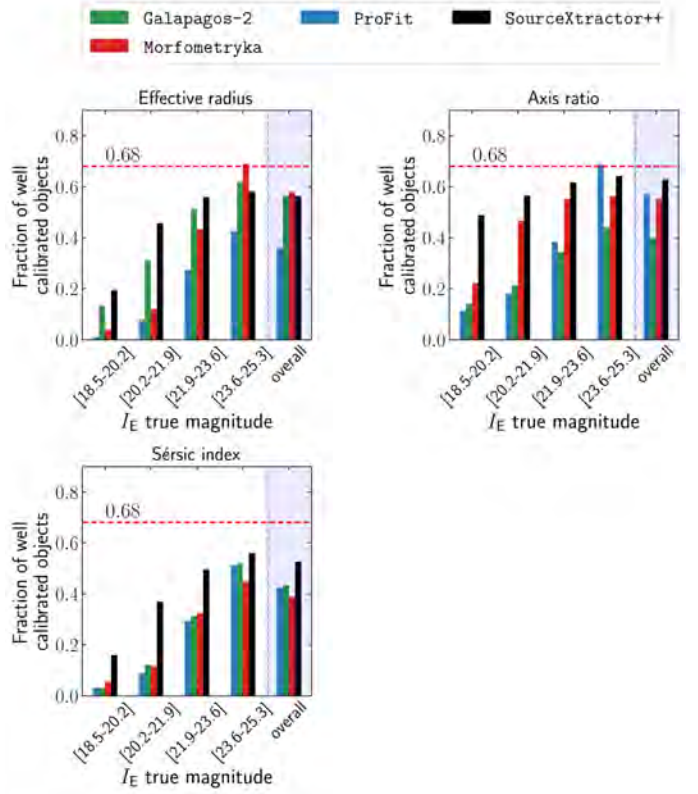 Galapagos-2
ProFit
SourceXtractor++
Morfometryka
Effective radius
Fraction of well
calibrated objects
0.8
0.6
0.4
0.2
0.0
0.68
[18.5-20.2]
[20.2-21.9]
[21.9-23.6]
[23.6-25.3]
overall
I_E true magnitude
Axis ratio
Fraction of well
calibrated objects
0.8
0.6
0.4
0.2
0.0
0.68
[18.5-20.2]
[20.2-21.9]
[21.9-23.6]
[23.6-25.3]
overall
I_E true magnitude
Sérsic index
Fraction of well
calibrated objects
0.8
0.6
0.4
0.2
0.0
0.68
[18.5-20.2]
[20.2-21.9]
[21.9-23.6]
[23.6-25.3]
overall
I_E true magnitude